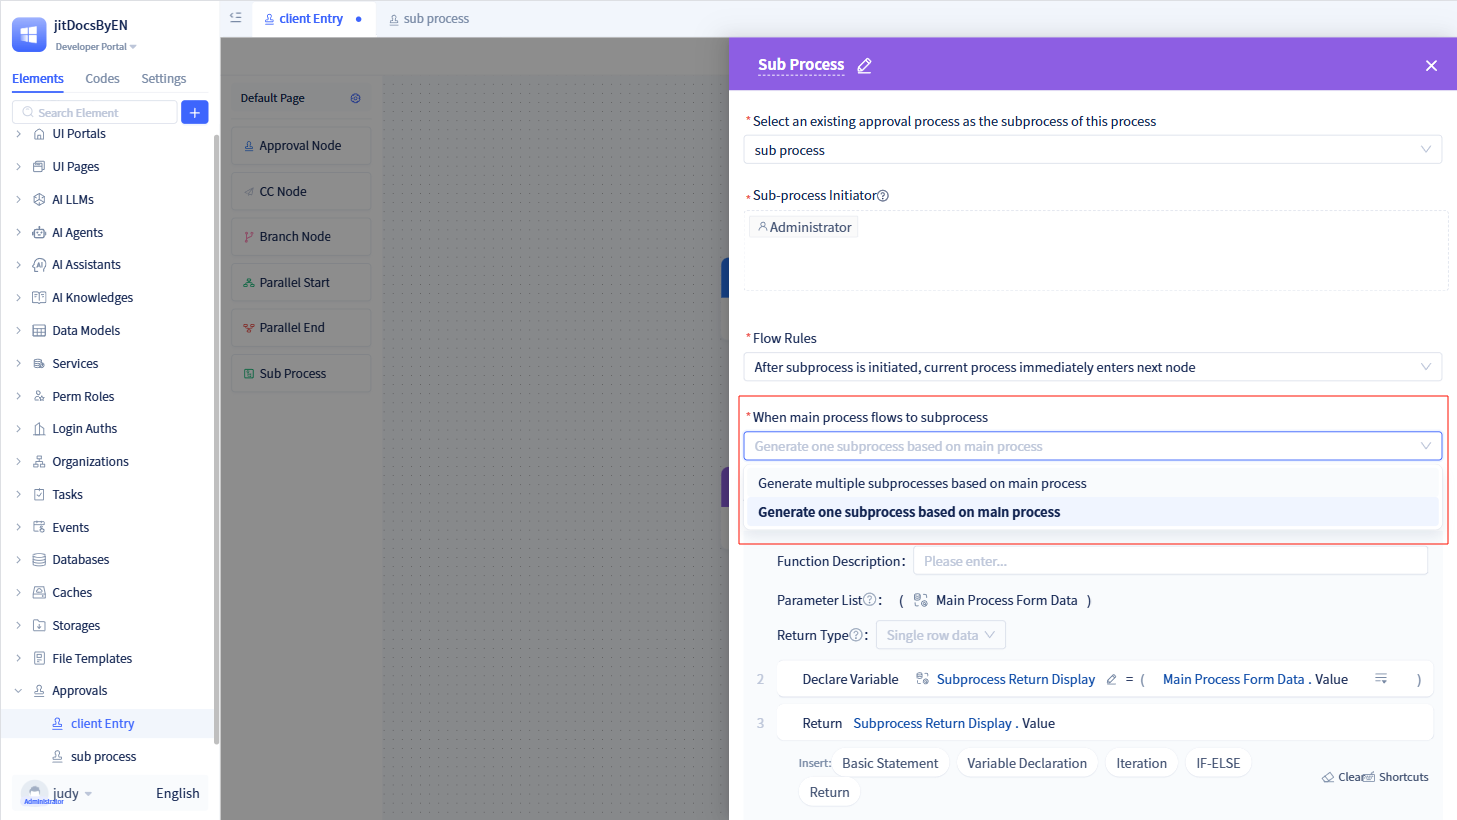 jitDocsByEN
Developer Portal
Elements Codes Settings
Search Element
UI Portals
UI Pages
AI LLMs
AI Agents
AI Assistants
AI Knowledges
Data Models
Services
Perm Roles
Login Auths
Organizations
Tasks
Events
Databases
Caches
Storages
File Templates
Approvals
client Entry
sub process
judy
Administrator
English
client Entry
sub process
Default Page
Approval Node
CC Node
Branch Node
Parallel Start
Parallel End
Sub Process
Sub Process
* Select an existing approval process as the subprocess of this process
sub process
* Sub-process Initiator
Administrator
* Flow Rules
After subprocess is initiated, current process immediately enters next node
* When main process flows to subprocess
Generate one subprocess based on main process
Generate multiple subprocesses based on main process
Generate one subprocess based on main process
Function Description: Please enter...
Parameter List : ( Main Process Form Data )
Return Type : Single row data
2 Declare Variable Subprocess Return Display = ( Main Process Form Data . Value )
3 Return Subprocess Return Display . Value
Insert: Basic Statement Variable Declaration Iteration IF-ELSE
Return
Clear Shortcuts